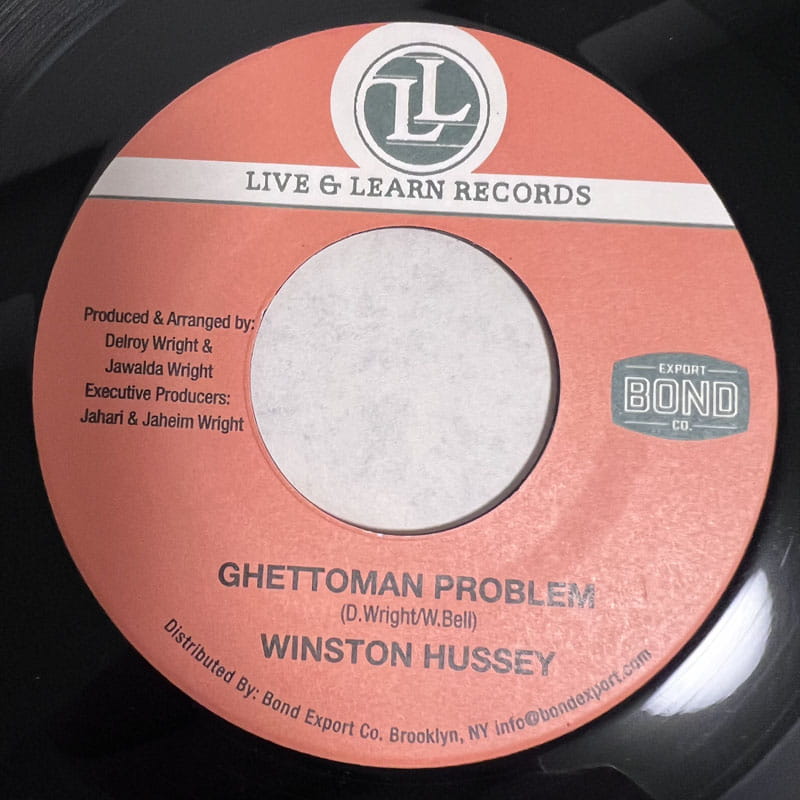 LL
LIVE & LEARN RECORDS
Produced & Arranged by:
Delroy Wright &
Jawalda Wright
Executive Producers:
Jahari & Jaheim Wright
EXPORT
BOND
CO.
GHETTOMAN PROBLEM
(D.Wright/W.Bell)
WINSTON HUSSEY
Distributed By: Bond Export Co. Brooklyn, NY info@bondexport.com